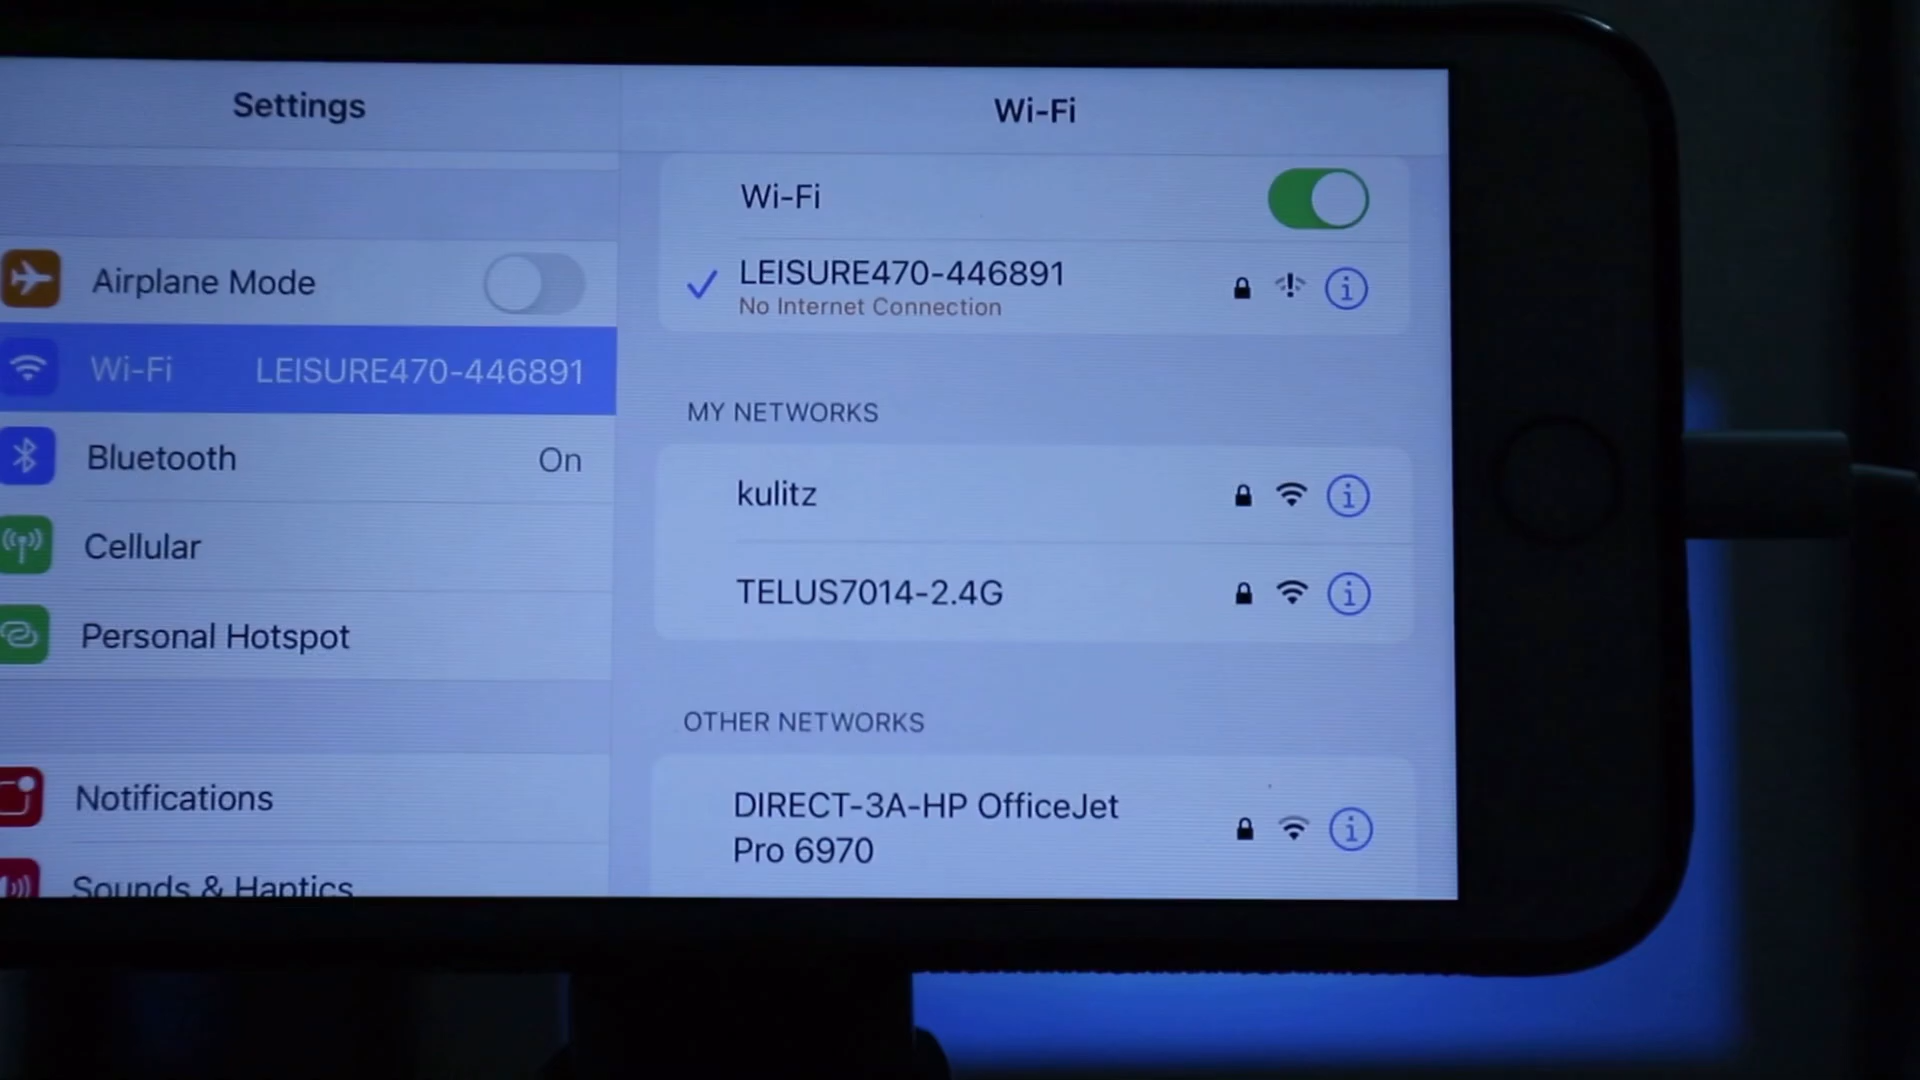 Settings
Airplane Mode
Wi-Fi LEISURE470-446891
Bluetooth On
Cellular
Personal Hotspot
Notifications
Sounds & Haptics
Wi-Fi
Wi-Fi
LEISURE470-446891
No Internet Connection
MY NETWORKS
kulitz
TELUS7014-2.4G
OTHER NETWORKS
DIRECT-3A-HP OfficeJet
Pro 6970